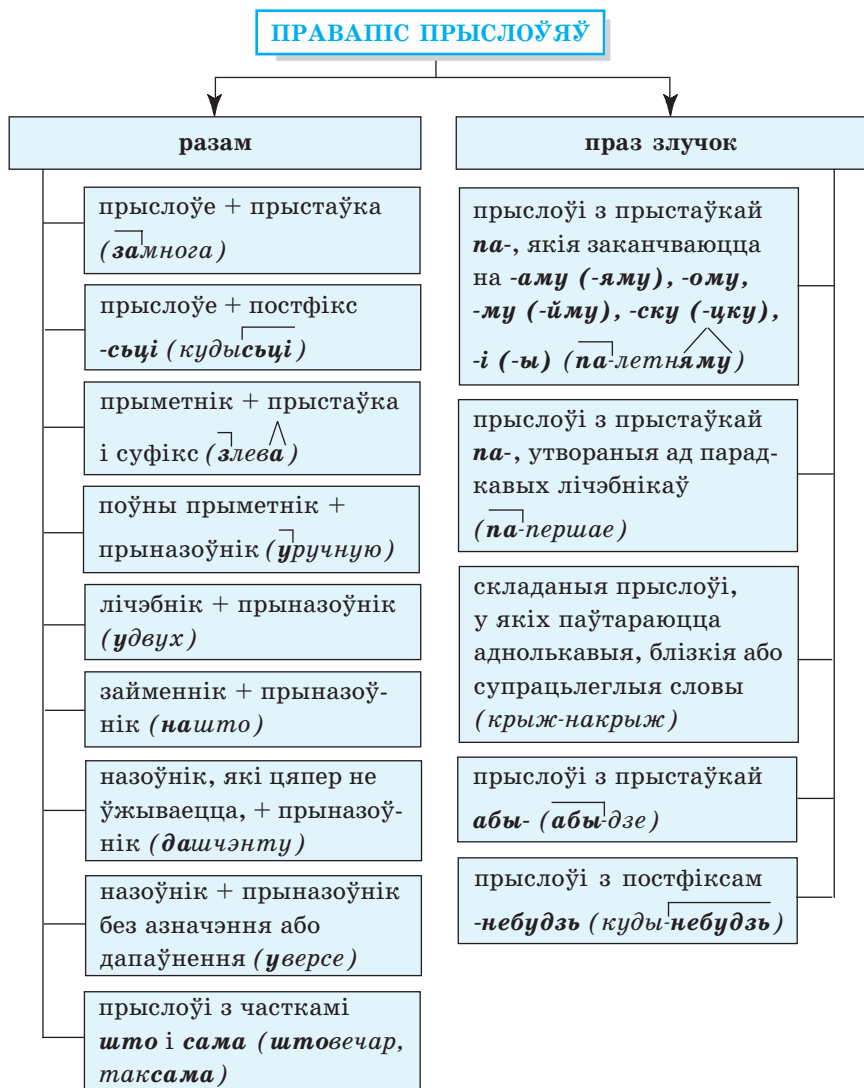 ПРАВАПІС ПРЫСЛОЎЯЎ
разам
прыслоўе + прыстаўка
(замнога)
прыслоўе + постфікс
-сьці (кудысьці)
прыметнік + прыстаўка
і суфікс (злева)
поўны прыметнік +
прыназоўнік (уручную)
лічэбнік + прыназоўнік
(удвух)
займеннік + прыназоў-
нік (нашто)
назоўнік, які цяпер не
ўжываецца, + прыназоў-
нік (дашчэнту)
назоўнік + прыназоўнік
без азначэння або
дапаўнення (уверсе)
прыслоўі з часткамі
што і сама (штовечар,
таксама)
праз злучок
прыслоўі з прыстаўкай
па-, якія заканчваюцца
на -аму (-яму), -ому,
-му (-йму), -ску (-цку),
-і (-ы) (па-летняму)
прыслоўі з прыстаўкай
па-, утвораныя ад парад-
кавых лічэбнікаў
(па-першае)
складаныя прыслоўі,
у якіх паўтараюцца
аднолькавыя, блізкія або
супрацьлеглыя словы
(крыж-накрыж)
прыслоўі з прыстаўкай
абы- (абы-дзе)
прыслоўі з постфіксам
-небудзь (куды-небудзь)